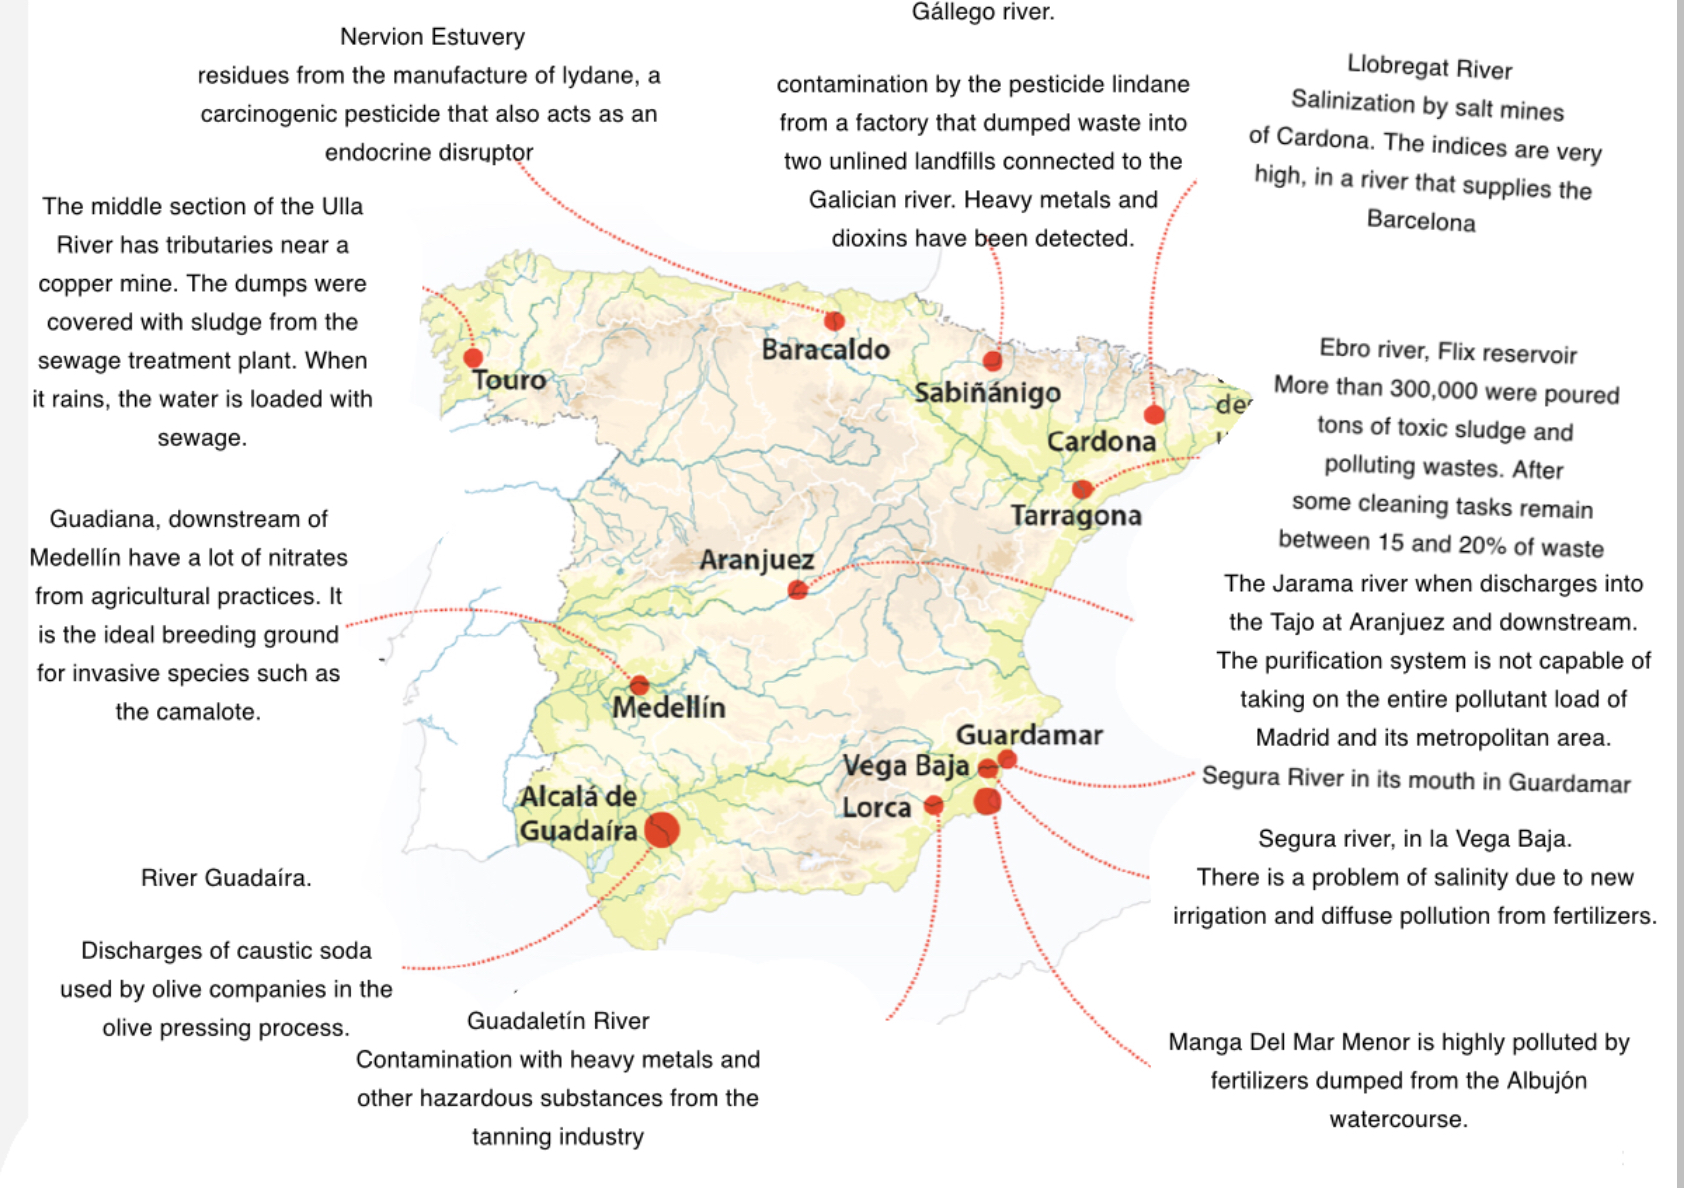 Gállego river.
Nervion Estuvery
residues from the manufacture of lydane, a
carcinogenic pesticide that also acts as an
endocrine disruptor
contamination by the pesticide lindane
from a factory that dumped waste into
two unlined landfills connected to the
Galician river. Heavy metals and
dioxins have been detected.
Llobregat River
Salinization by salt mines
of Cardona. The indices are very
high, in a river that supplies the
Barcelona
The middle section of the Ulla
River has tributaries near a
copper mine. The dumps were
covered with sludge from the
sewage treatment plant. When
it rains, the water is loaded with
sewage.
Baracaldo
Touro
Sabiñánigo
Cardona
Tarragona
Aranjuez
Medellín
Guardamar
Vega Baja
Lorca
Alcalá de
Guadaíra
Ebro river, Flix reservoir
More than 300,000 were poured
tons of toxic sludge and
polluting wastes. After
some cleaning tasks remain
between 15 and 20% of waste
Guadiana, downstream of
Medellín have a lot of nitrates
from agricultural practices. It
is the ideal breeding ground
for invasive species such as
the camalote.
The Jarama river when discharges into
the Tajo at Aranjuez and downstream.
The purification system is not capable of
taking on the entire pollutant load of
Madrid and its metropolitan area.
Segura River in its mouth in Guardamar
Segura river, in la Vega Baja.
There is a problem of salinity due to new
irrigation and diffuse pollution from fertilizers.
River Guadaíra.
Discharges of caustic soda
used by olive companies in the
olive pressing process.
Guadaletín River
Contamination with heavy metals and
other hazardous substances from the
tanning industry
Manga Del Mar Menor is highly polluted by
fertilizers dumped from the Albujón
watercourse.